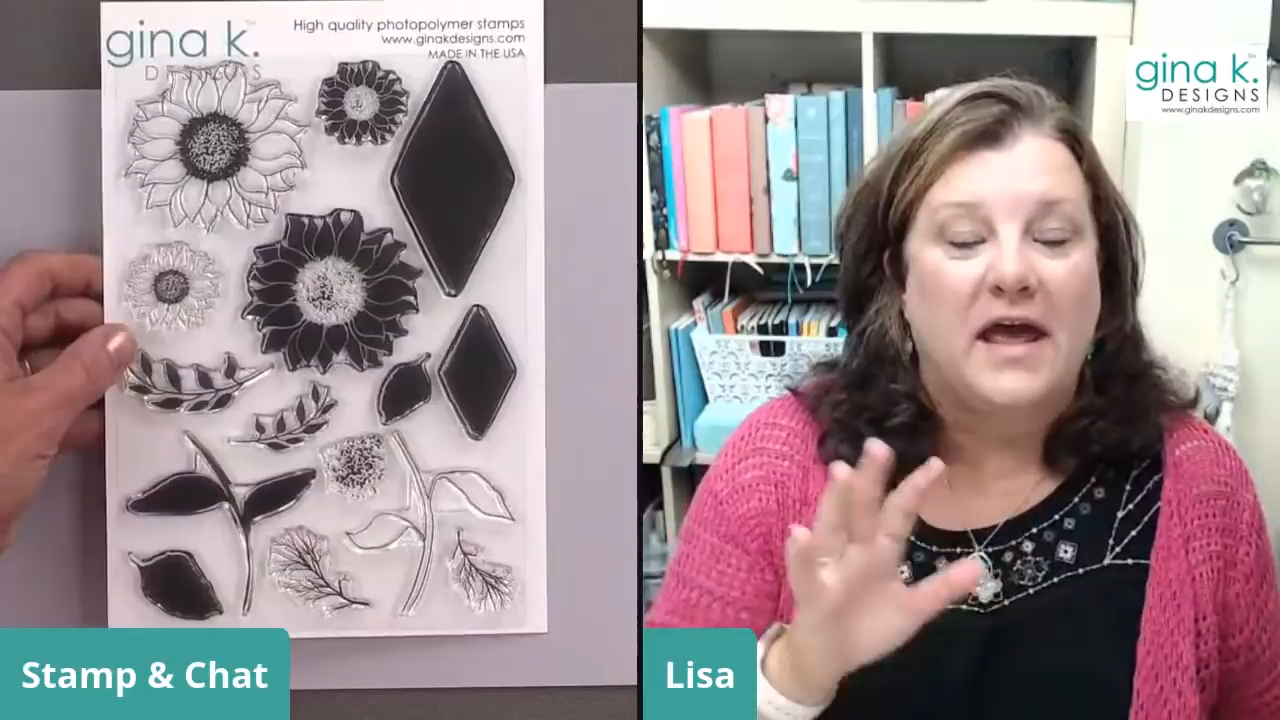 gina k.
DESIGNS
High quality photopolymer stamps
www.ginakdesigns.com
MADE IN THE USA
gina k.
DESIGNS
www.ginakdesigns.com
Stamp & Chat
Lisa